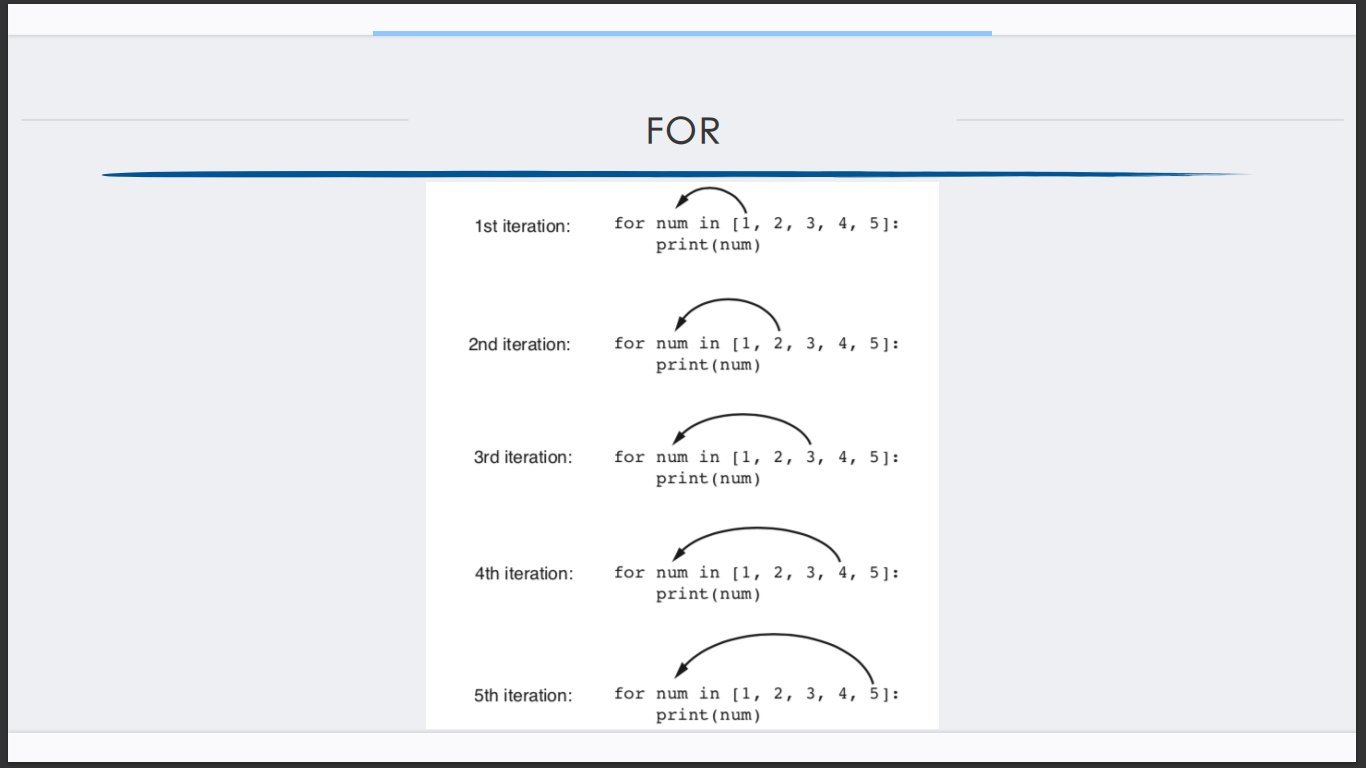 FOR
1st iteration: for num in [1, 2, 3, 4, 5]:
print(num)
2nd iteration: for num in [1, 2, 3, 4, 5]:
print(num)
3rd iteration: for num in [1, 2, 3, 4, 5]:
print(num)
4th iteration: for num in [1, 2, 3, 4, 5]:
print(num)
5th iteration: for num in [1, 2, 3, 4, 5]:
print(num)